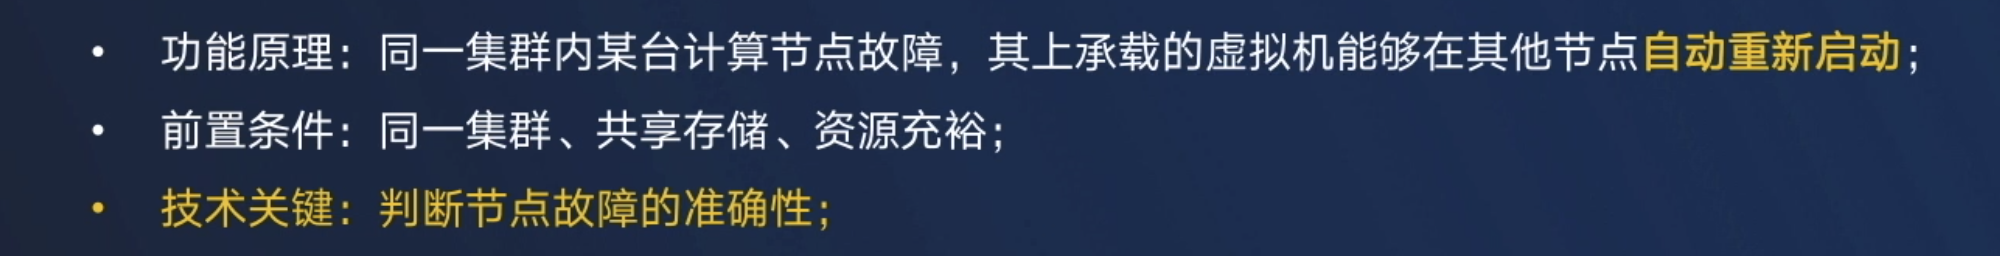 • 功能原理：同一集群内某台计算节点故障，其上承载的虚拟机能够在其他节点自动重新启动；
• 前置条件：同一集群、共享存储、资源充裕；
• 技术关键：判断节点故障的准确性；